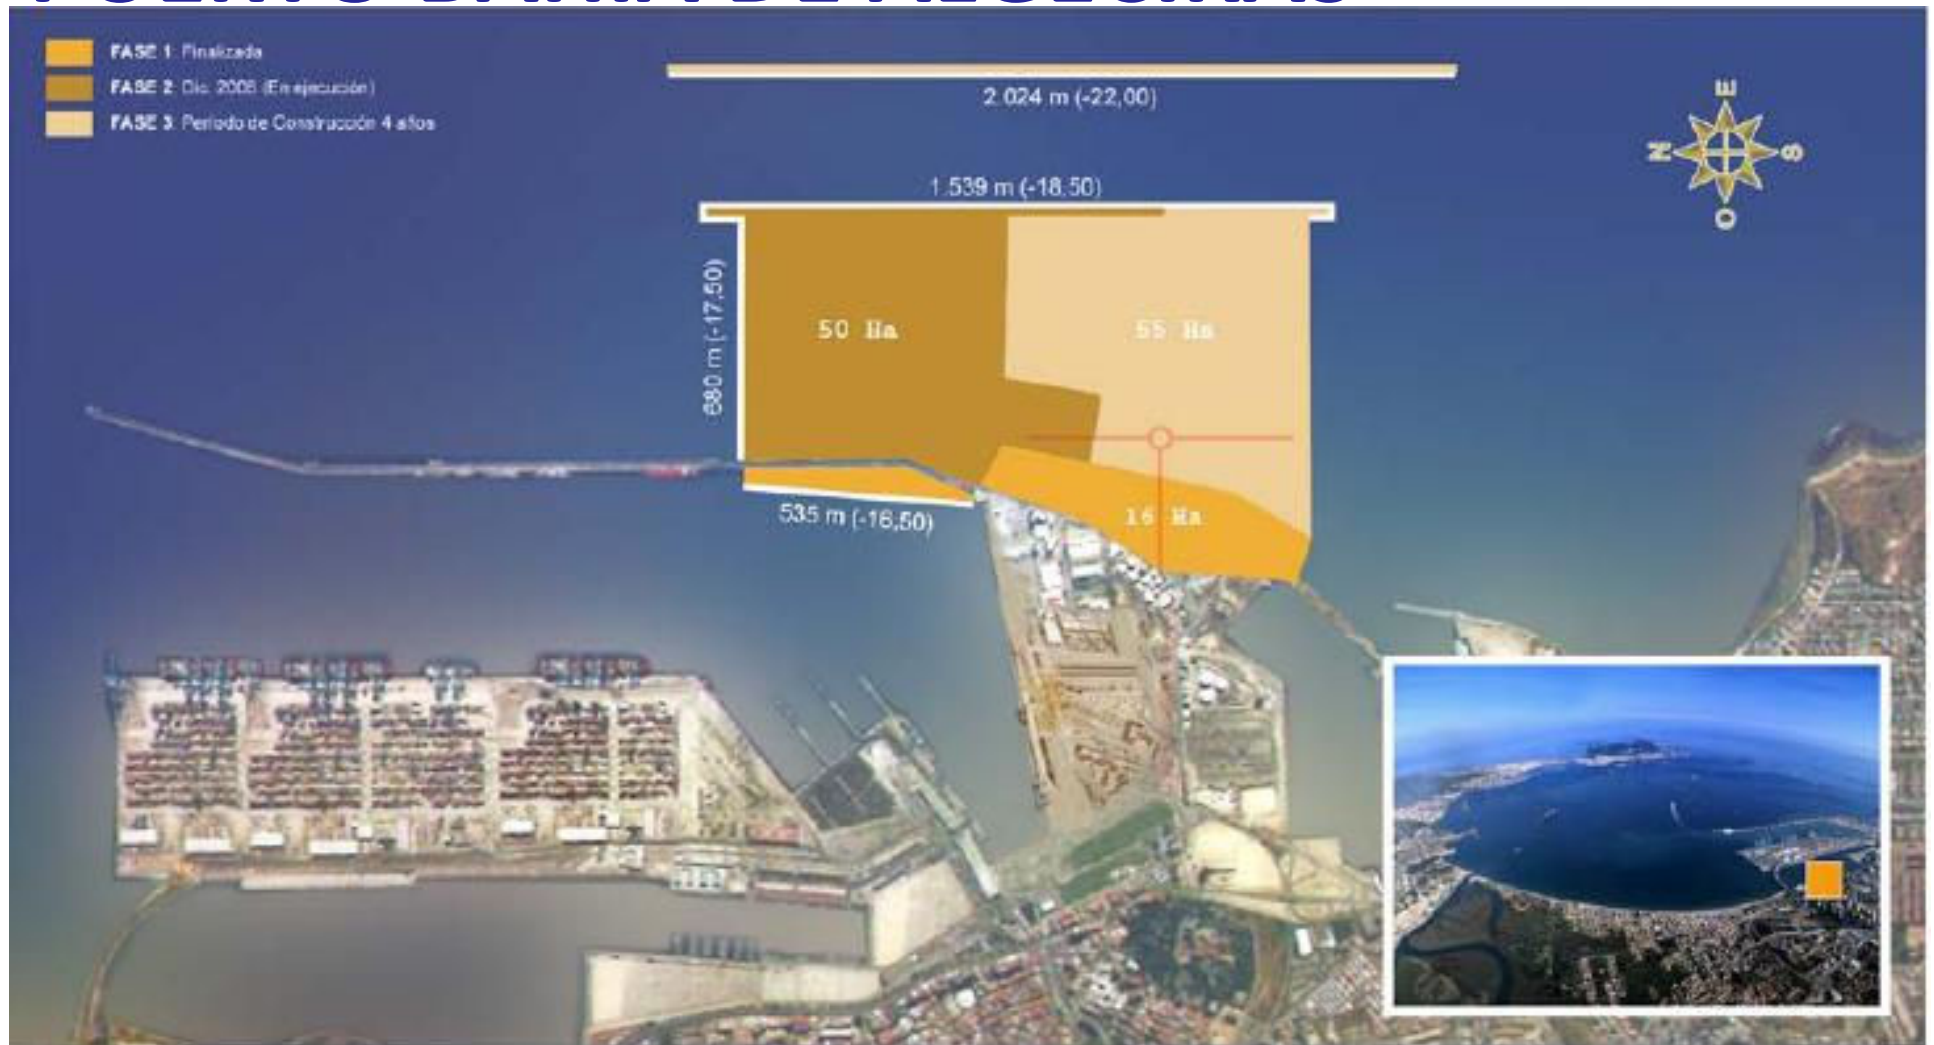 FASE 1: Finalizada
FASE 2: Dic. (En ejecución)
FASE 3: Periodo de Construcción 4 años
2.024 m (-22,00)
E
N
S
O
1.539 m (-18,50)
680 m (-17,50)
50 Ha
55 Ha
535 m (-16,50)
16 Ha